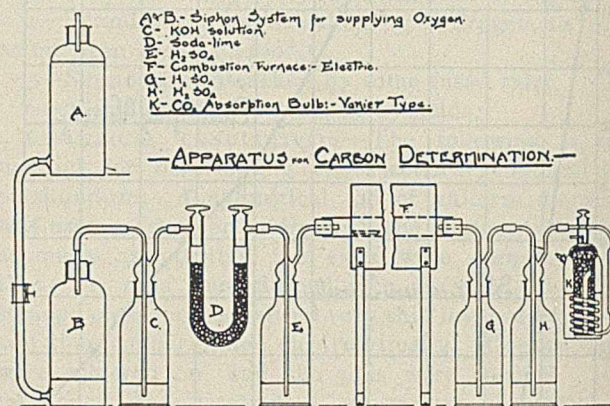 A&B.- Siphon System for supplying Oxygen.
C- KOH solution.
D- Soda-lime
E- H₂SO₄
F- Combustion Furnace:- Electric.
G- H₂SO₄
H- H₂SO₄
K- CO₂ Absorption Bulb:- Vanier Type.
—APPARATUS FOR CARBON DETERMINATION.—
A.
F.
B
C.
D
E
G
H.
K